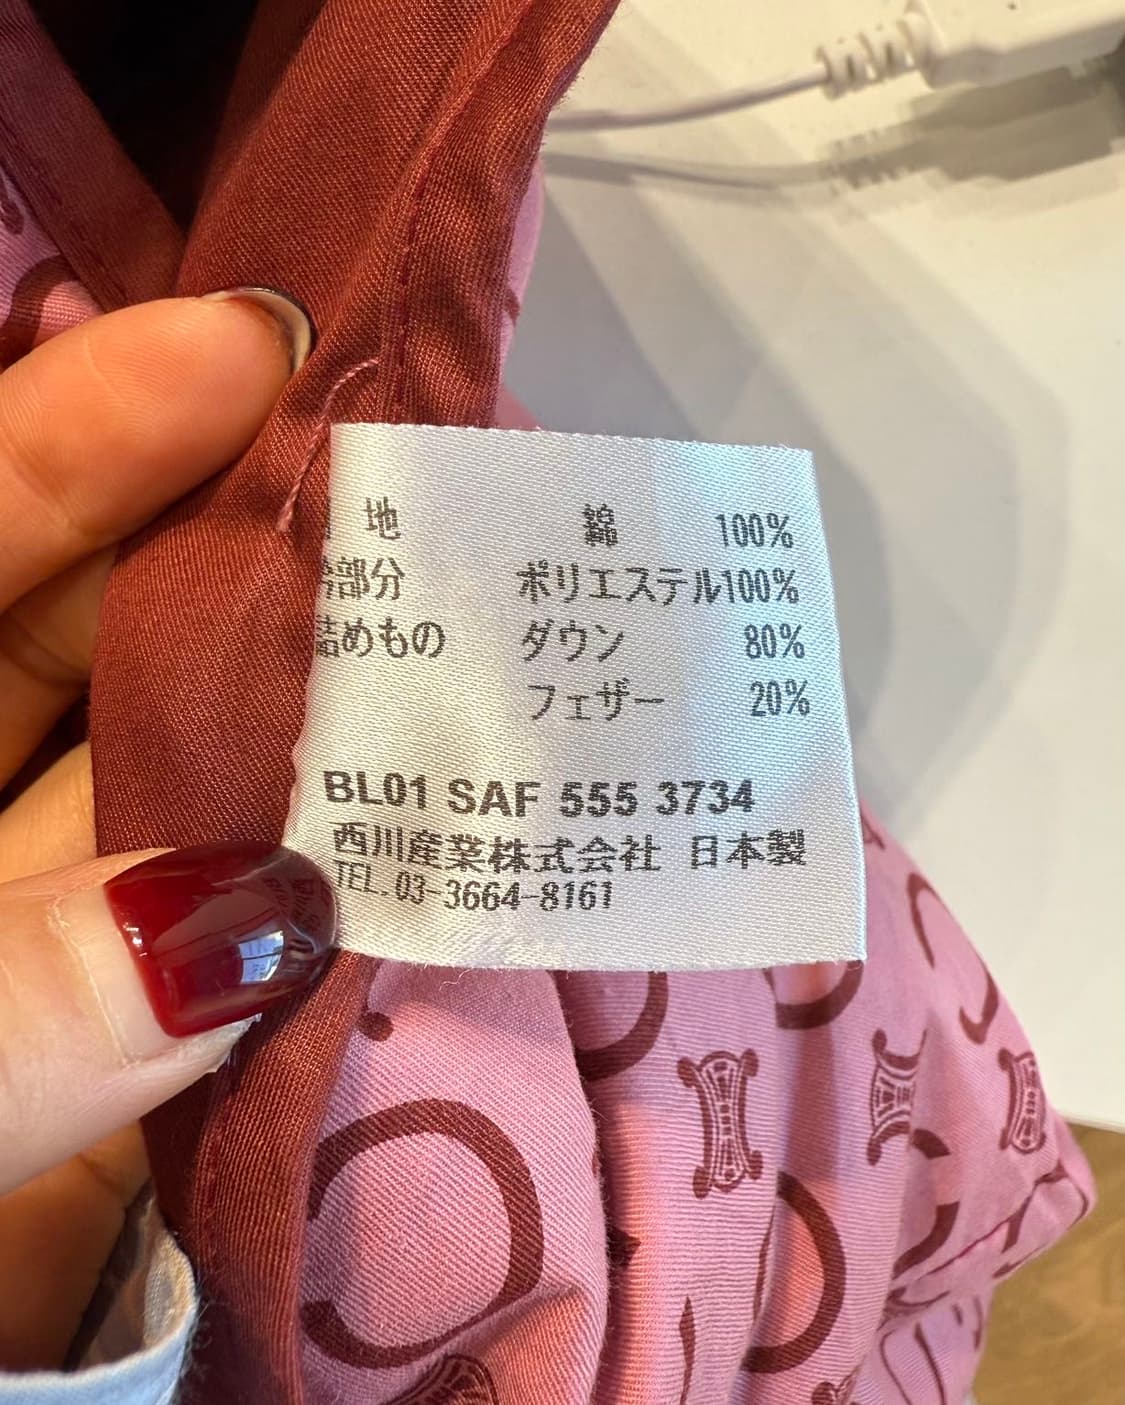 地 綿 100%
部分 ポリエステル100%
詰めもの ダウン 80%
フェザー 20%
BL01 SAF 555 3734
西川産業株式会社 日本製
TEL.03-3664-8161